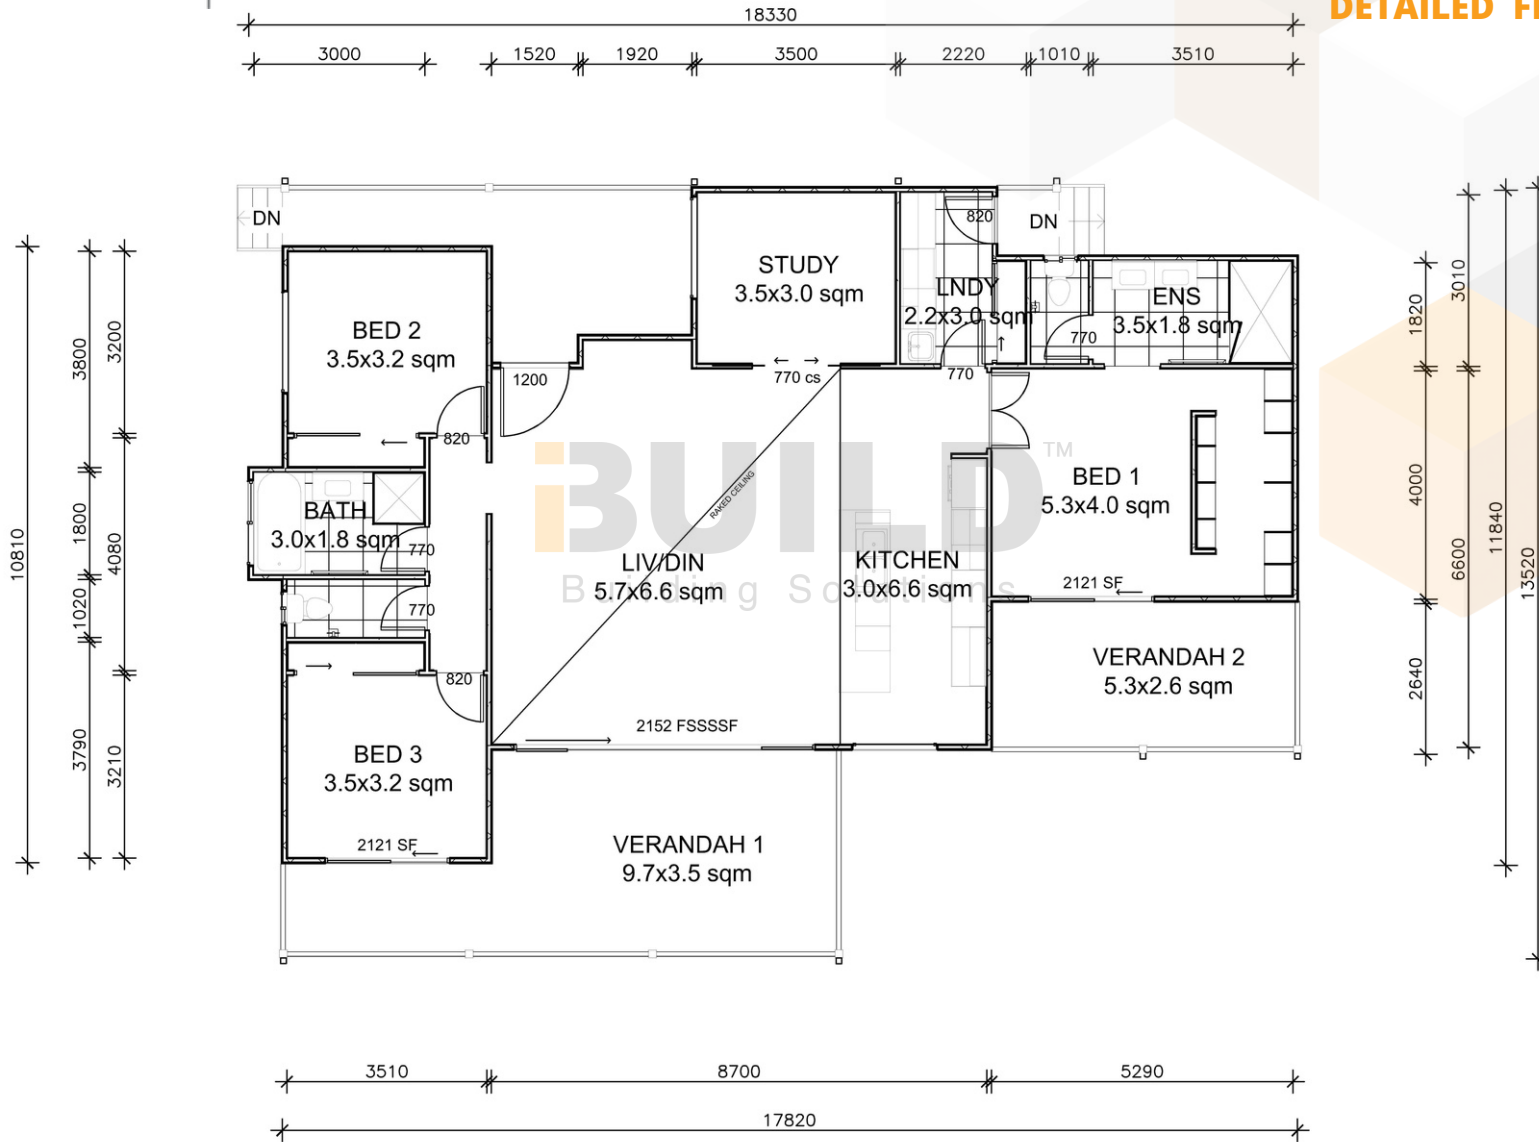 DETAILED F
18330
3000
1520
1920
3500
2220
1010
3510
DN
820
DN
STUDY
3.5x3.0 sqm
LNDY
2.2x3.0 sqm
ENS
3.5x1.8 sqm
BED 2
3.5x3.2 sqm
770
1200
770 cs
770
820
iBUILD™
Building Solutions
RAKED CEILING
BED 1
5.3x4.0 sqm
BATH
3.0x1.8 sqm
770
LIV/DIN
5.7x6.6 sqm
KITCHEN
3.0x6.6 sqm
2121 SF
770
VERANDAH 2
5.3x2.6 sqm
820
2152 FSSSSF
BED 3
3.5x3.2 sqm
2121 SF
VERANDAH 1
9.7x3.5 sqm
10810
3800
1800
1020
3790
3200
4080
3210
1820
4000
2640
3010
6600
11840
13520
3510
8700
5290
17820